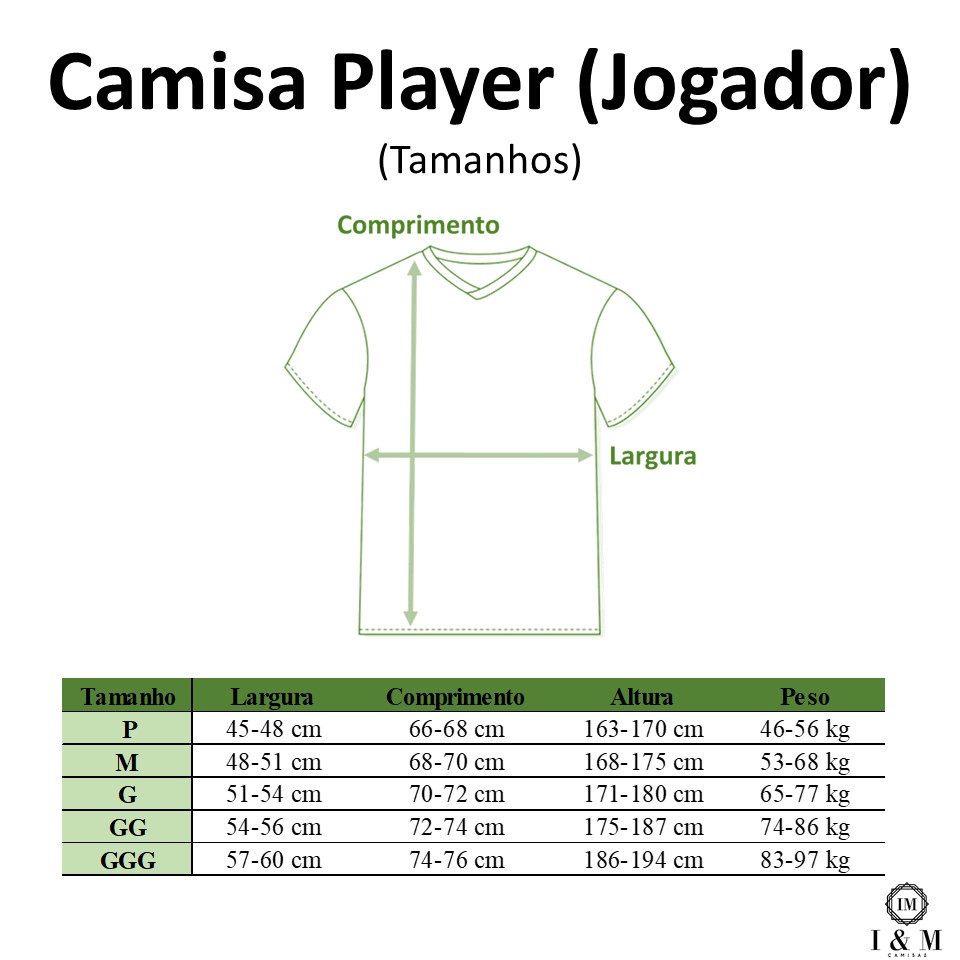 Camisa Player (Jogador)
(Tamanhos)
Comprimento
Largura
Tamanho Largura Comprimento Altura Peso
P 45-48 cm 66-68 cm 163-170 cm 46-56 kg
M 48-51 cm 68-70 cm 168-175 cm 53-68 kg
G 51-54 cm 70-72 cm 171-180 cm 65-77 kg
GG 54-56 cm 72-74 cm 175-187 cm 74-86 kg
GGG 57-60 cm 74-76 cm 186-194 cm 83-97 kg
IM
I & M
CAMISAS